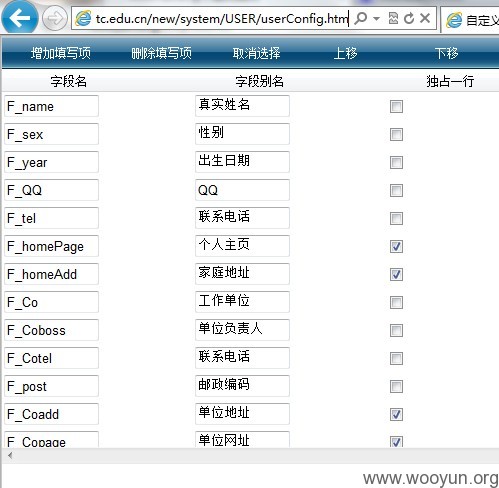 tc.edu.cn/new/system/USER/userConfig.htm
自定义
增加填写项 删除填写项 取消选择 上移 下移
字段名 字段别名 独占一行
F_name 真实姓名
F_sex 性别
F_year 出生日期
F_QQ QQ
F_tel 联系电话
F_homePage 个人主页
F_homeAdd 家庭地址
F_Co 工作单位
F_Coboss 单位负责人
F_Cotel 联系电话
F_post 邮政编码
F_Coadd 单位地址
F_Copage 单位网址
www.wooyun.org